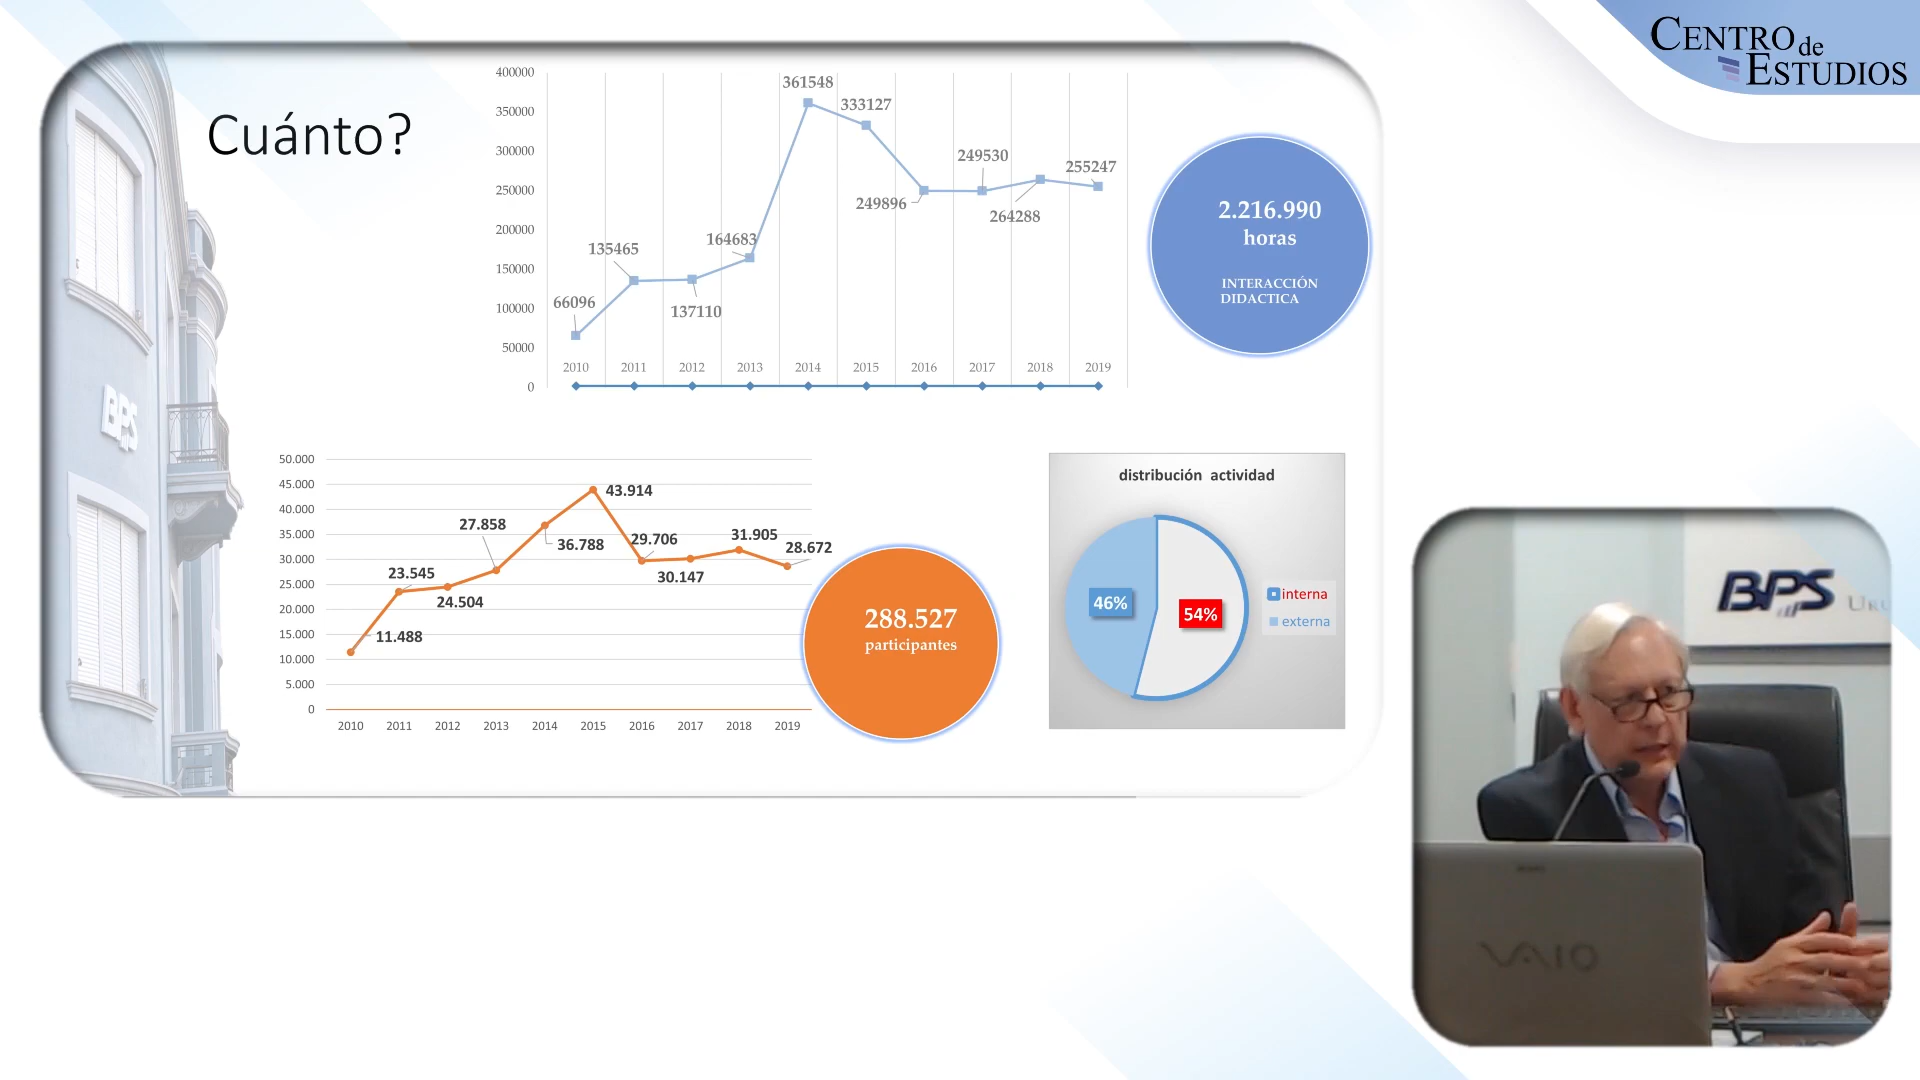 CENTRO de
ESTUDIOS
Cuánto?
400000
350000
300000
250000
200000
150000
100000
50000
0
361548
333127
249530
255247
249896
264288
164683
135465
137110
66096
2010 2011 2012 2013 2014 2015 2016 2017 2018 2019
2.216.990
horas
INTERACCIÓN
DIDACTICA
50.000
45.000
40.000
35.000
30.000
25.000
20.000
15.000
10.000
5.000
0
43.914
27.858
36.788
29.706
31.905
28.672
23.545
30.147
24.504
11.488
2010 2011 2012 2013 2014 2015 2016 2017 2018 2019
288.527
participantes
distribución actividad
46%
54%
interna
externa
BPS
BPS
VAIO